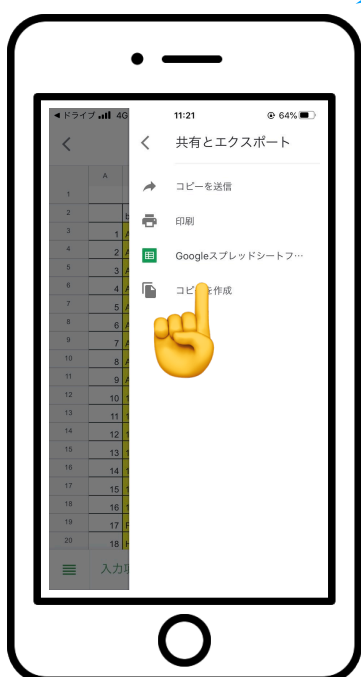 ドライブ 4G 11:21 64%
共有とエクスポート
A
コピーを送信
印刷
Googleスプレッドシートフ…
コピーを作成
1
2
3 1
4 2
5 3
6 4
7 5
8 6
9 7
10 8
11 9
12 10
13 11
14 12
15 13
16 14
17 15
18 16
19 17
20 18
入力